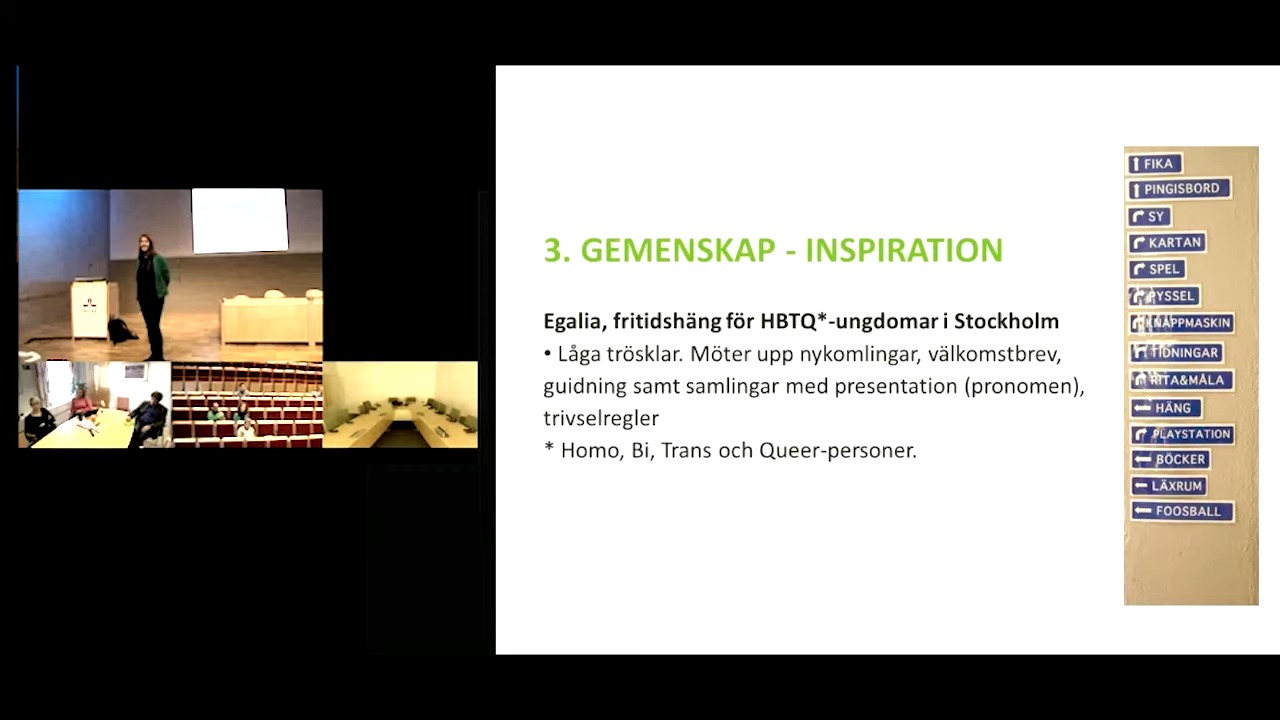 3. GEMENSKAP - INSPIRATION
Egalia, fritidshäng för HBTQ*-ungdomar i Stockholm
• Låga trösklar. Möter upp nykomlingar, välkomstbrev,
guidning samt samlingar med presentation (pronomen),
trivselregler
* Homo, Bi, Trans och Queer-personer.
FIKA
PINGISBORD
SY
KARTAN
SPEL
PYSSEL
KNAPPMASKIN
TIDNINGAR
RITA&MÅLA
HÄNG
PLAYSTATION
BÖCKER
LÄXRUM
FOOSBALL